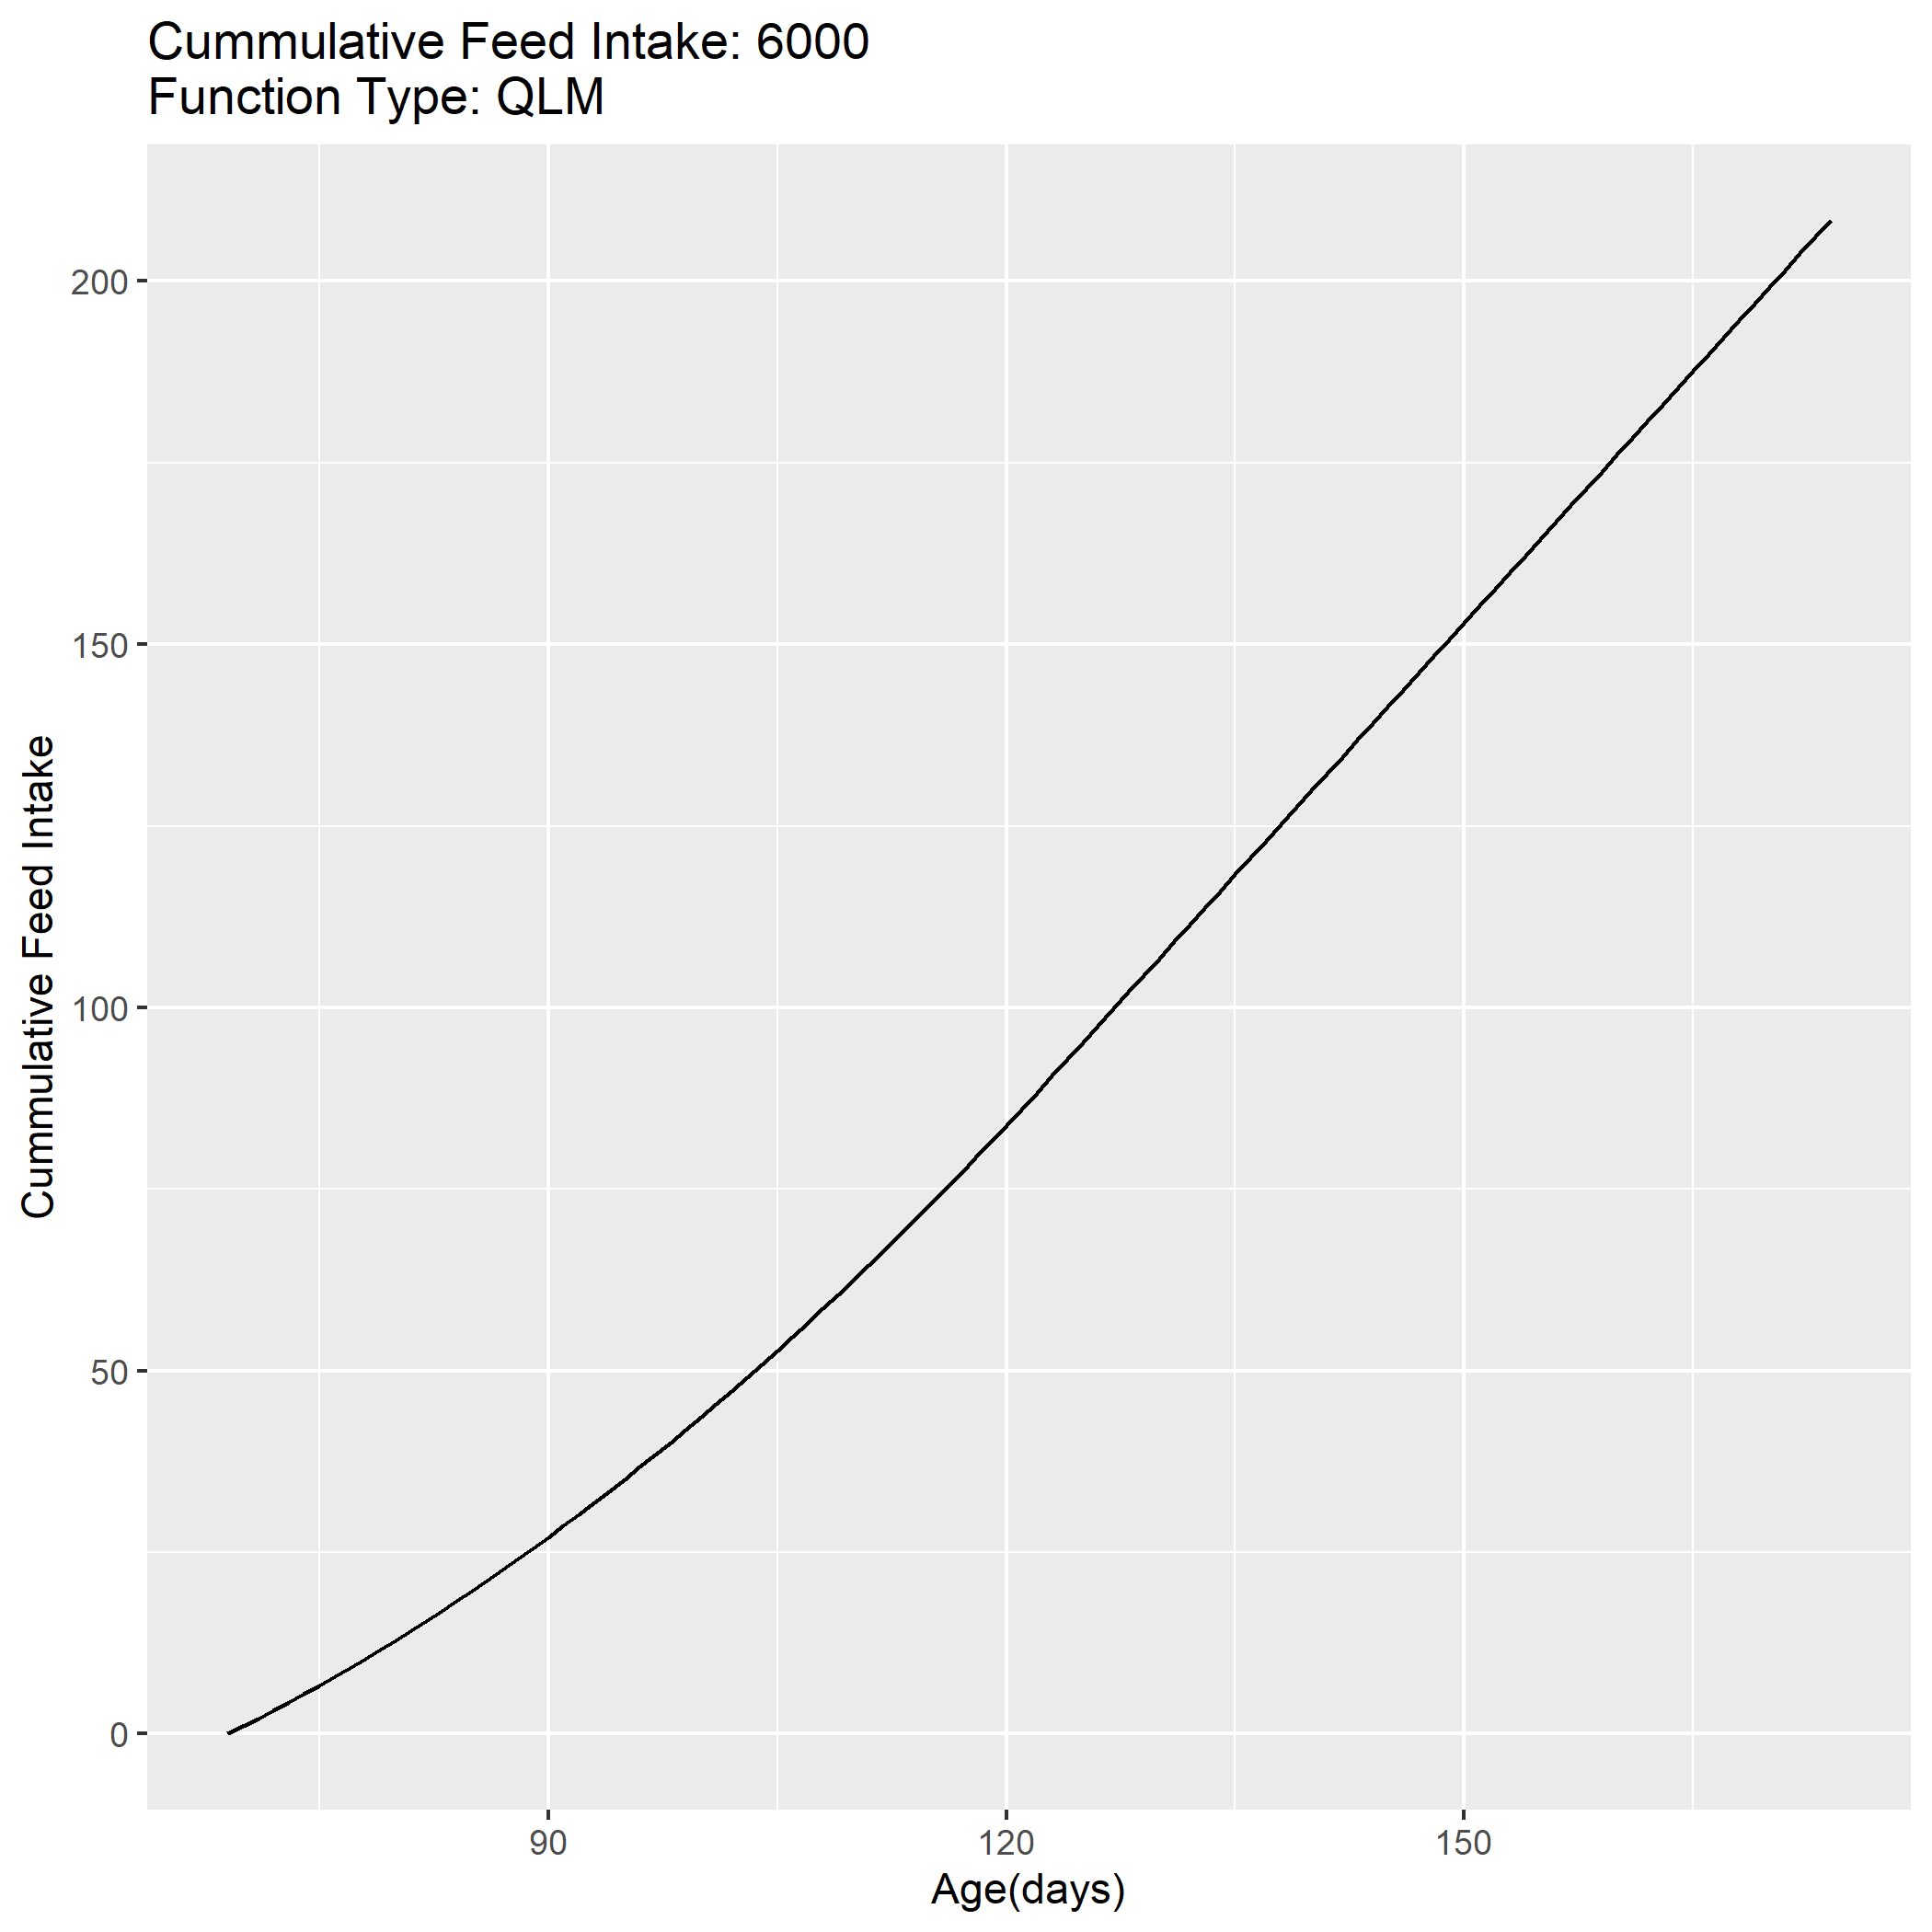 Cummulative Feed Intake: 6000
Function Type: QLM
200
150
100
50
0
Cummulative Feed Intake
90
120
150
Age(days)